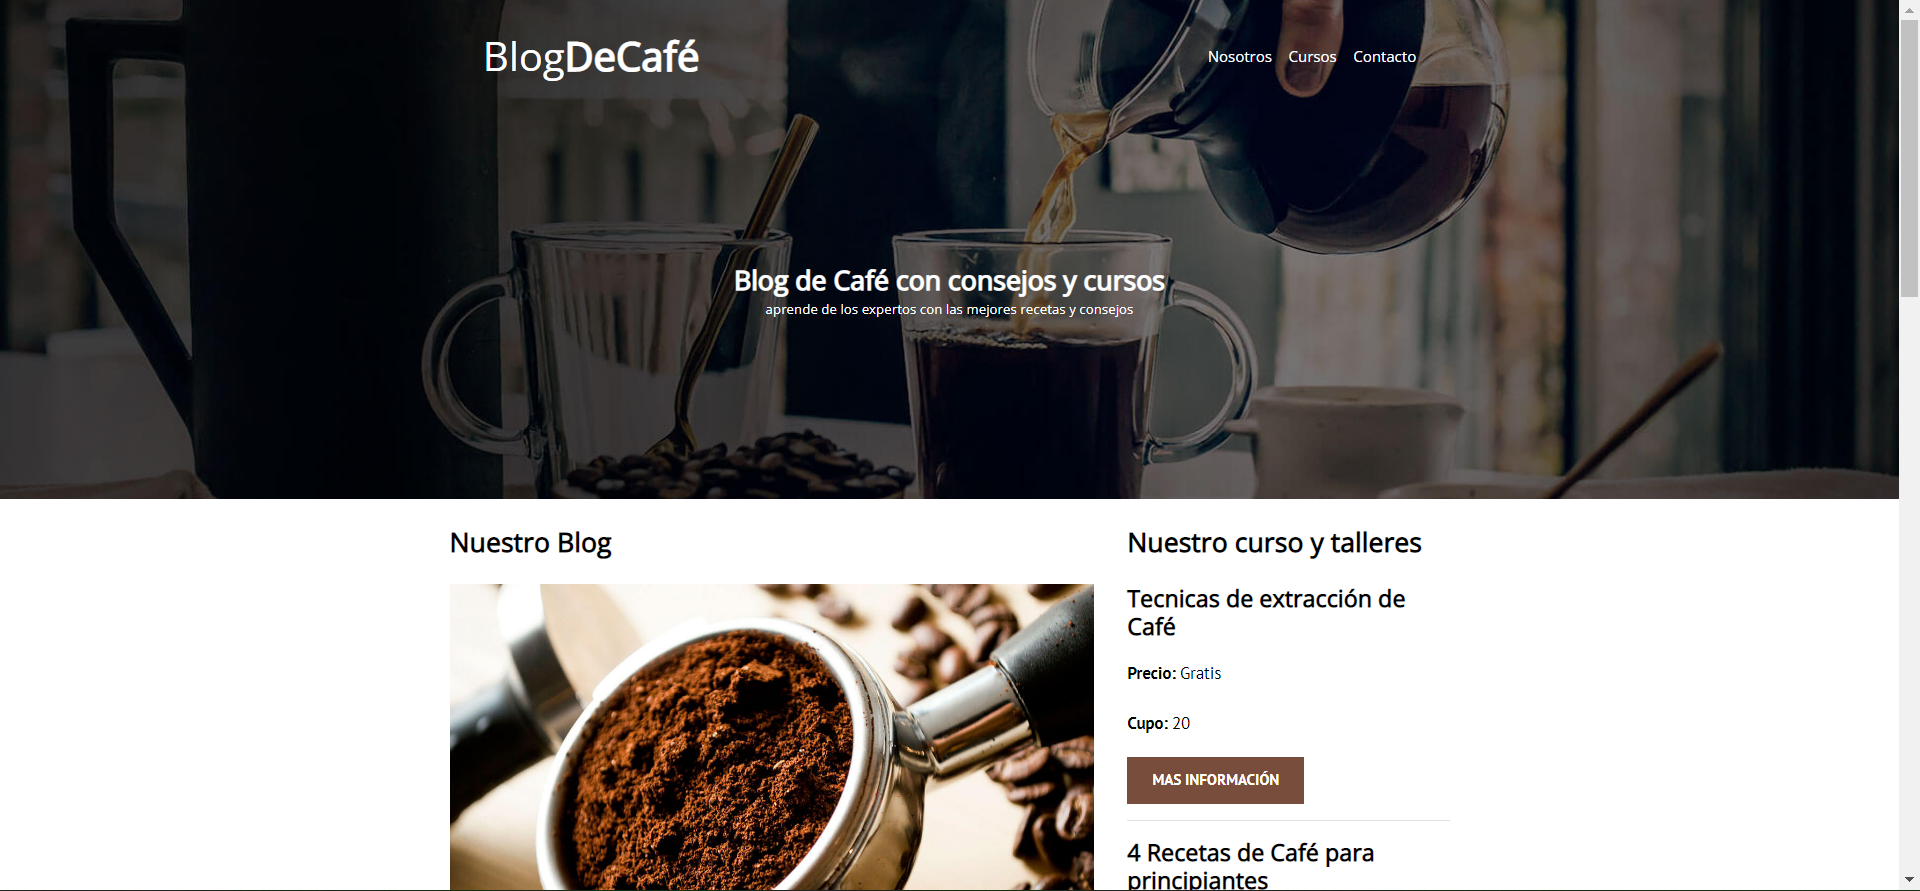 BlogDeCafé
Nosotros Cursos Contacto
Blog de Café con consejos y cursos
aprende de los expertos con las mejores recetas y consejos
Nuestro Blog
Nuestro curso y talleres
Tecnicas de extracción de
Café
Precio: Gratis
Cupo: 20
MAS INFORMACIÓN
4 Recetas de Café para
principiantes